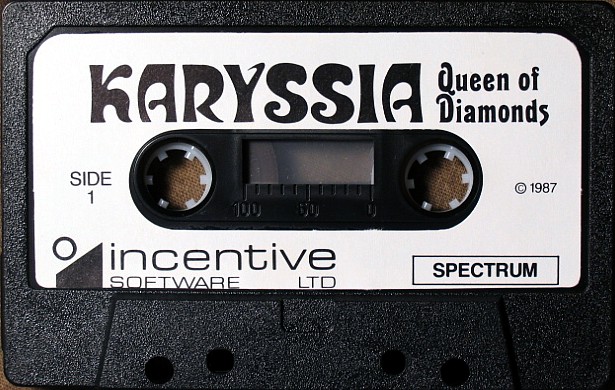 KARYSSIA
Queen of
Diamonds
SIDE
1
100 50 0
© 1987
incentive
SOFTWARE LTD
SPECTRUM